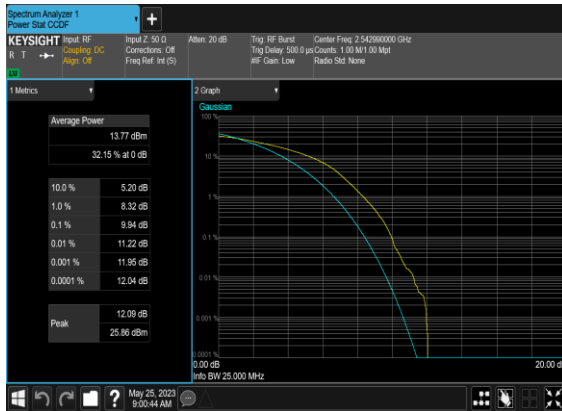 Spectrum Analyzer 1
Power Stat CCDF
KEYSIGHT
R T
LXI
Input: RF
Coupling: DC
Align: Off
Input Z: 50 Ω
Corrections: Off
Freq Ref: Int (S)
Atten: 20 dB
Trig: RF Burst
Trig Delay: 500.0 µs
#IF Gain: Low
Center Freq: 2.542990000 GHz
Counts: 1.00 M/1.00 Mpt
Radio Std: None
1 Metrics
Average Power
13.77 dBm
32.15 % at 0 dB
10.0 % 5.20 dB
1.0 % 8.32 dB
0.1 % 9.94 dB
0.01 % 11.22 dB
0.001 % 11.95 dB
0.0001 % 12.04 dB
Peak
12.09 dB
25.86 dBm
2 Graph
Gaussian
100 %
10 %
1 %
0.1 %
0.01 %
0.001 %
0.0001 %
0.00 dB
20.00 d
Info BW 25.000 MHz
?
May 25, 2023
9:00:44 AM